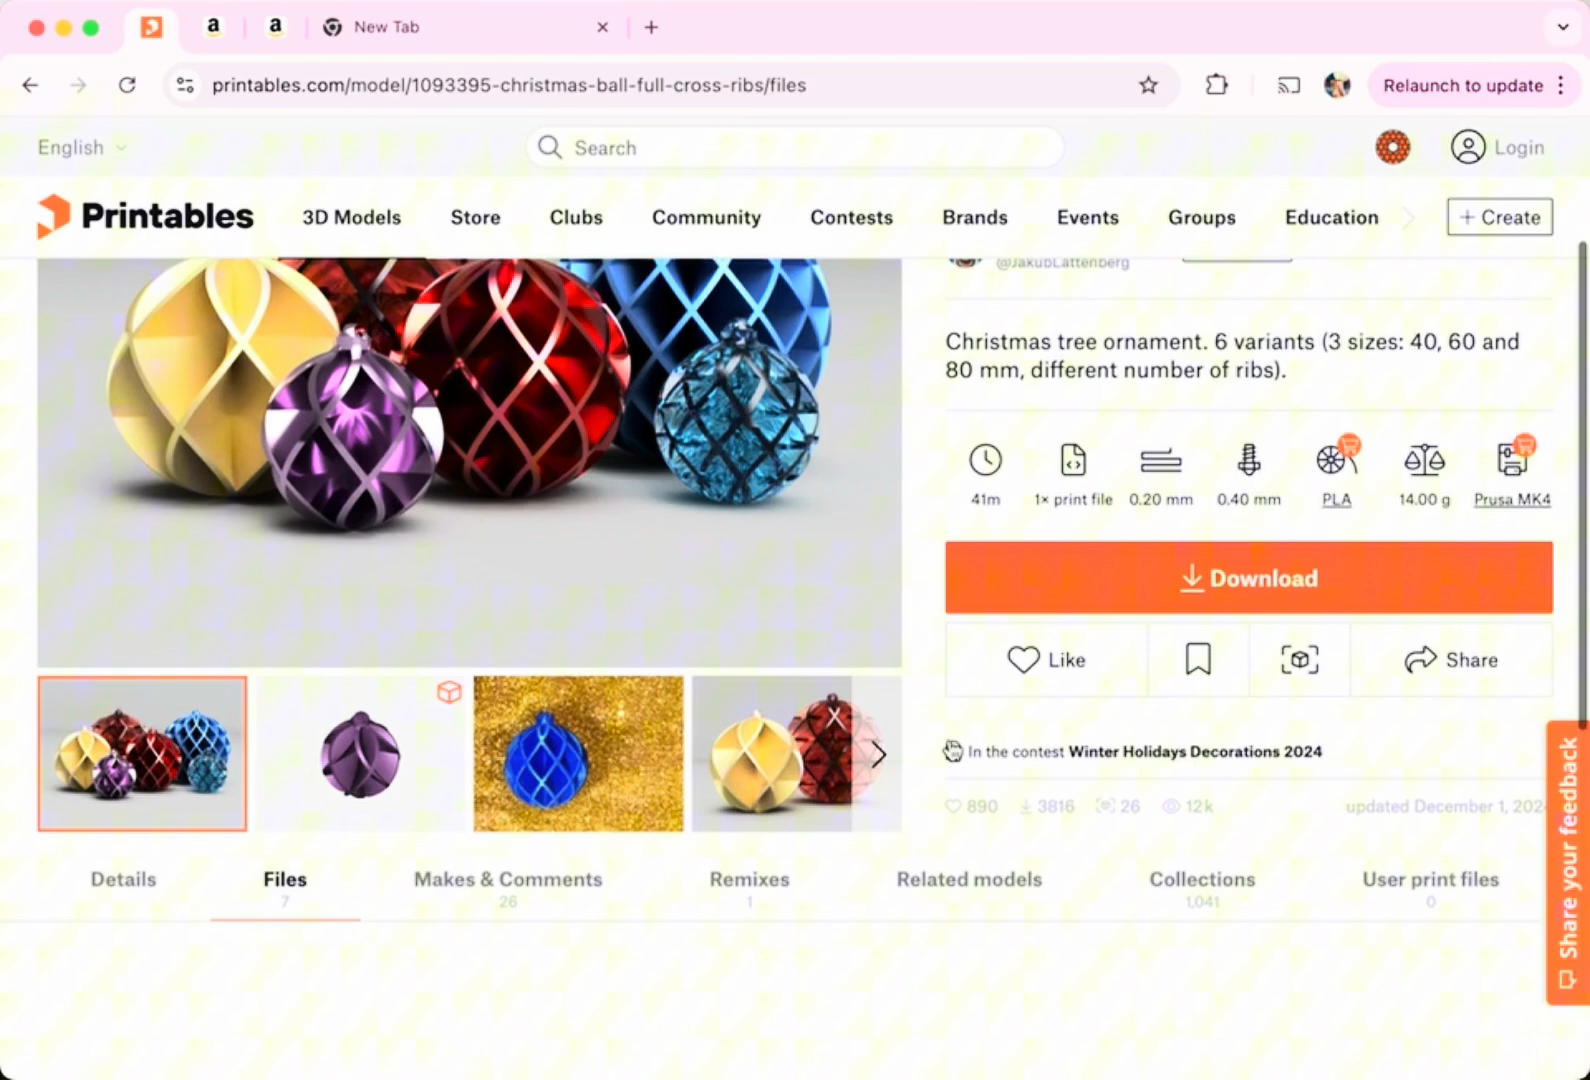 New Tab
printables.com/model/1093395-christmas-ball-full-cross-ribs/files
Relaunch to update
English
Search
Login
Printables
3D Models
Store
Clubs
Community
Contests
Brands
Events
Groups
Education
+ Create
@JakubLattenberg
Christmas tree ornament. 6 variants (3 sizes: 40, 60 and
80 mm, different number of ribs).
41m
1× print file
0.20 mm
0.40 mm
PLA
14.00 g
Prusa MK4
Download
Like
Share
In the contest Winter Holidays Decorations 2024
890
3816
26
12k
updated December 1, 202
Share your feedback
Details
Files
7
Makes & Comments
26
Remixes
1
Related models
Collections
1,041
User print files
0